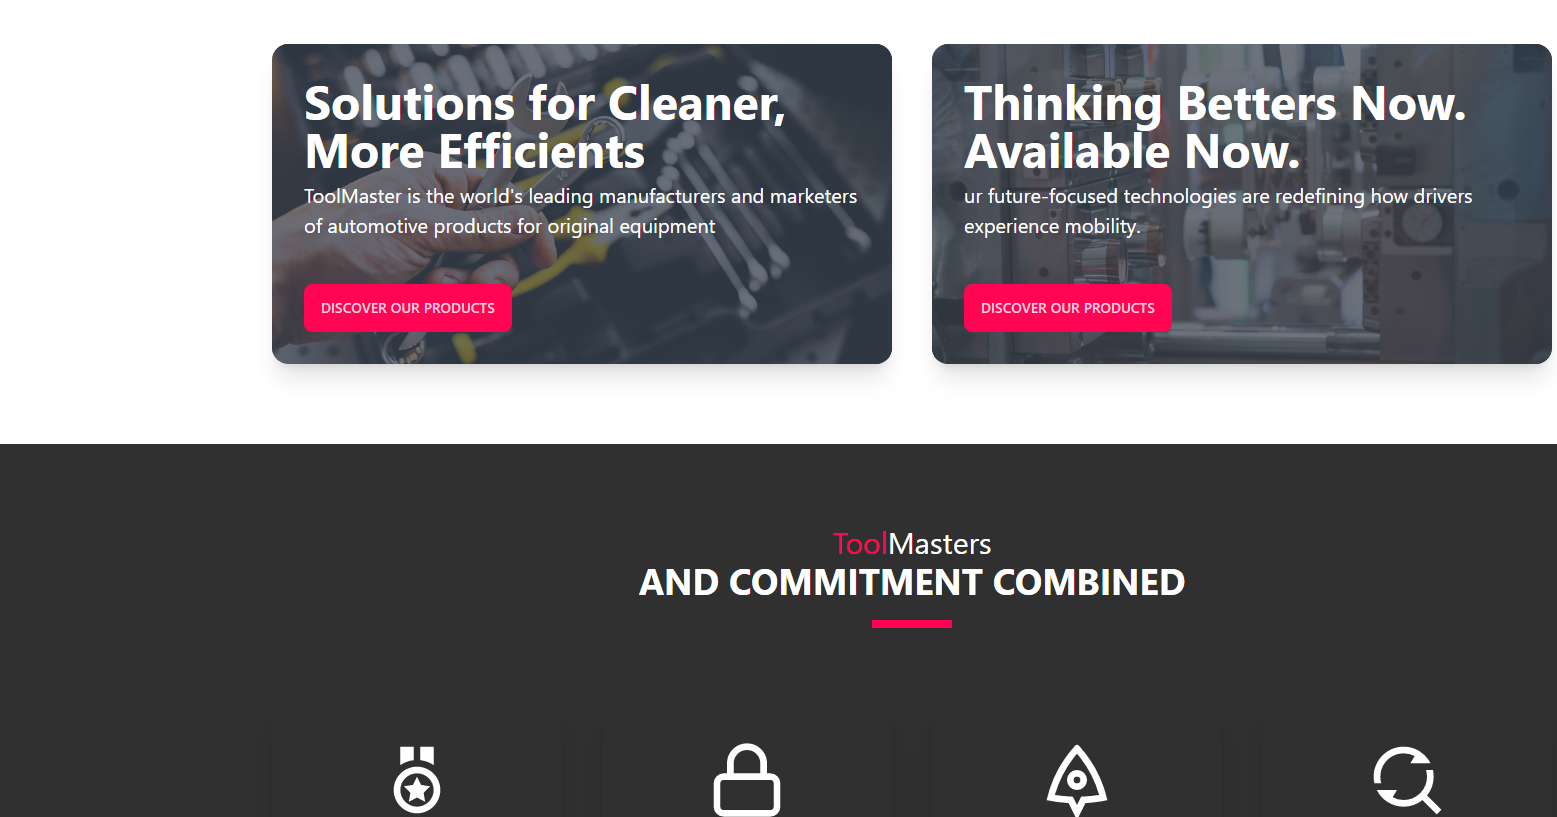 Solutions for Cleaner,
More Efficients
ToolMaster is the world's leading manufacturers and marketers
of automotive products for original equipment
DISCOVER OUR PRODUCTS
Thinking Betters Now.
Available Now.
ur future-focused technologies are redefining how drivers
experience mobility.
DISCOVER OUR PRODUCTS
ToolMasters
AND COMMITMENT COMBINED